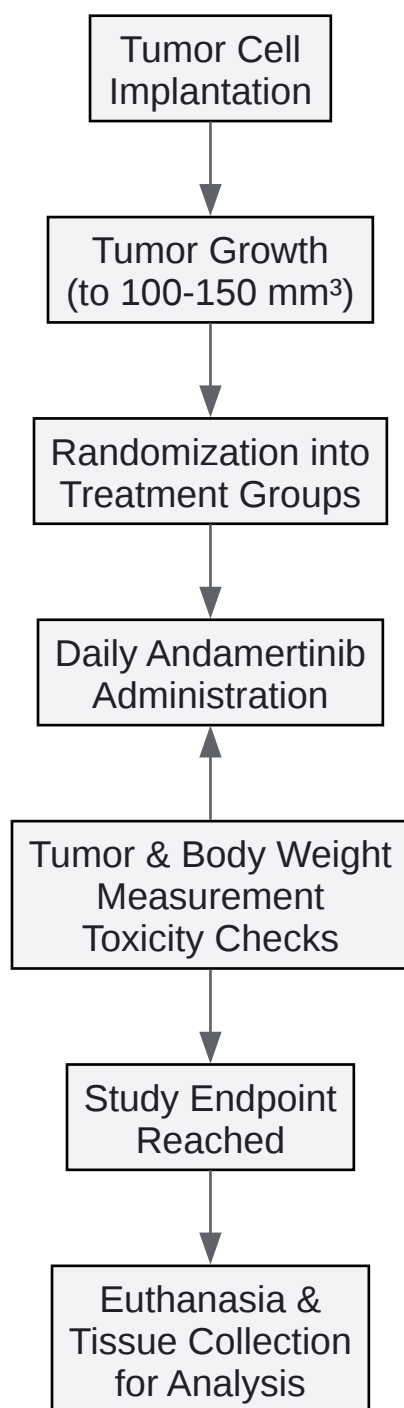 Tumor Cell
Implantation
Tumor Growth
(to 100-150 mm³)
Randomization into
Treatment Groups
Daily Andamertinib
Administration
Tumor & Body Weight
Measurement
Toxicity Checks
Study Endpoint
Reached
Euthanasia &
Tissue Collection
for Analysis